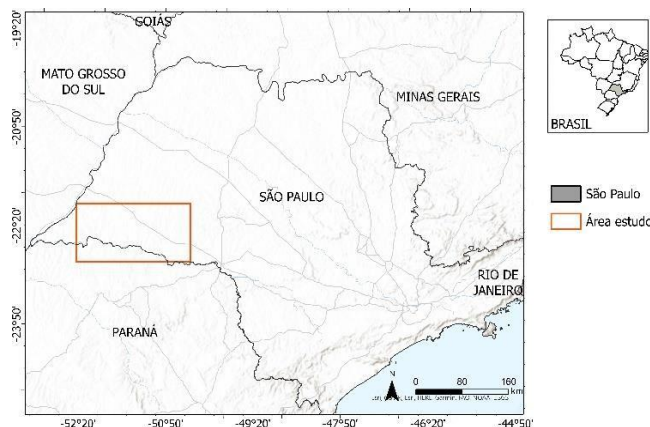 -19°20'
-20°50'
-22°20'
-23°50'
GOIÁS
MATO GROSSO
DO SUL
MINAS GERAIS
SÃO PAULO
RIO DE
JANEIRO
PARANÁ
N
0 80 160
km
-52°20' -50°50' -49°20' -47°50' -46°20' -44°50'
BRASIL
São Paulo
Área estudo